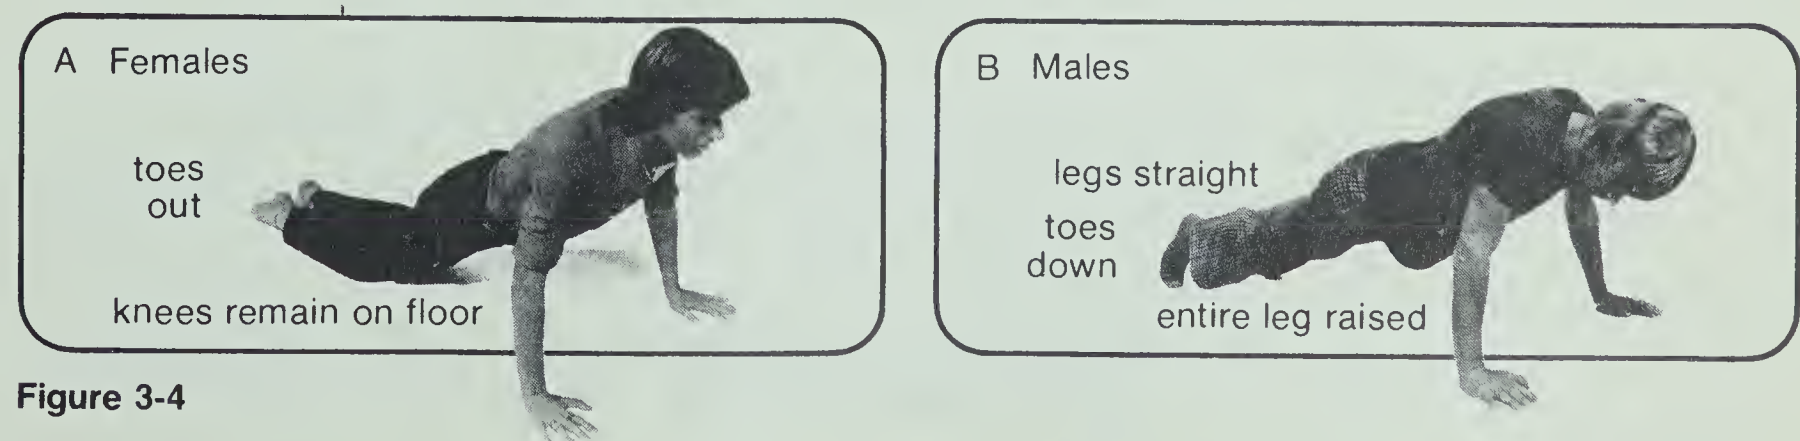 A Females
toes
out
knees remain on floor
B Males
legs straight
toes
down
entire leg raised
Figure 3-4